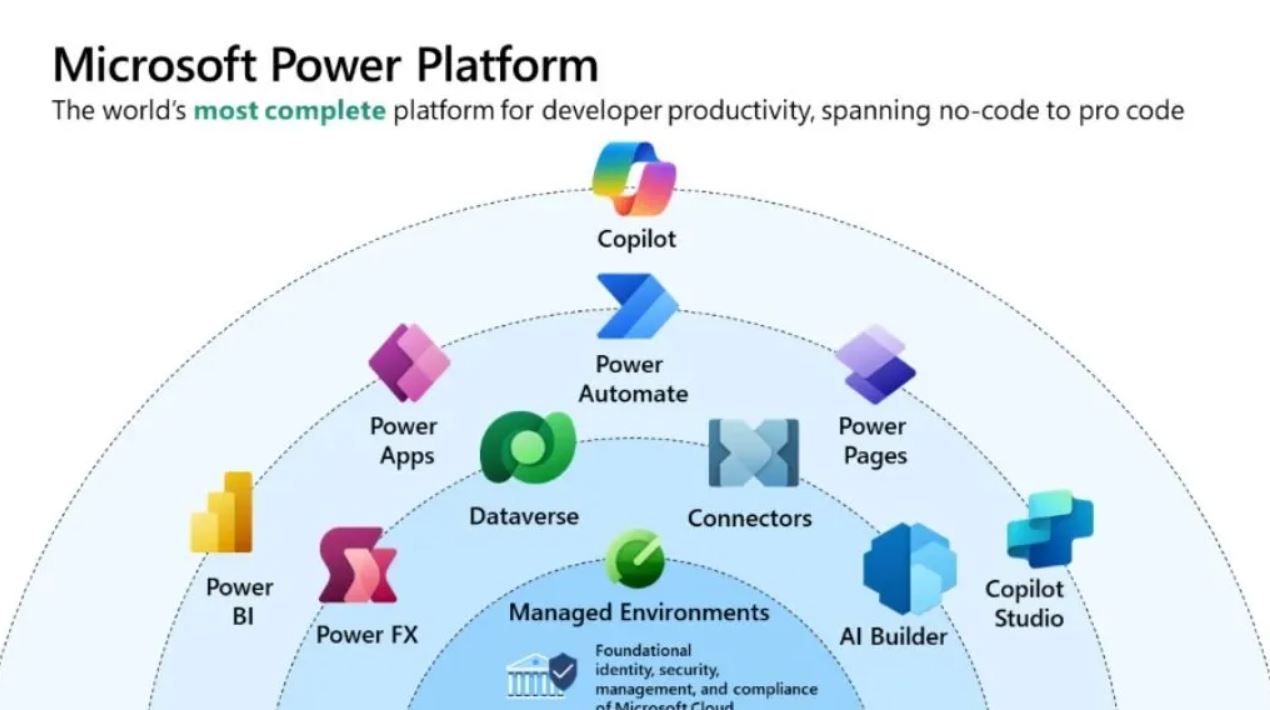 Microsoft Power Platform
The world's most complete platform for developer productivity, spanning no-code to pro code
Copilot
Power
Automate
Power
Apps
Power
Pages
Dataverse
Connectors
Power
BI
Power FX
Managed Environments
AI Builder
Copilot
Studio
Foundational
identity, security,
management, and compliance
of Microsoft Cloud